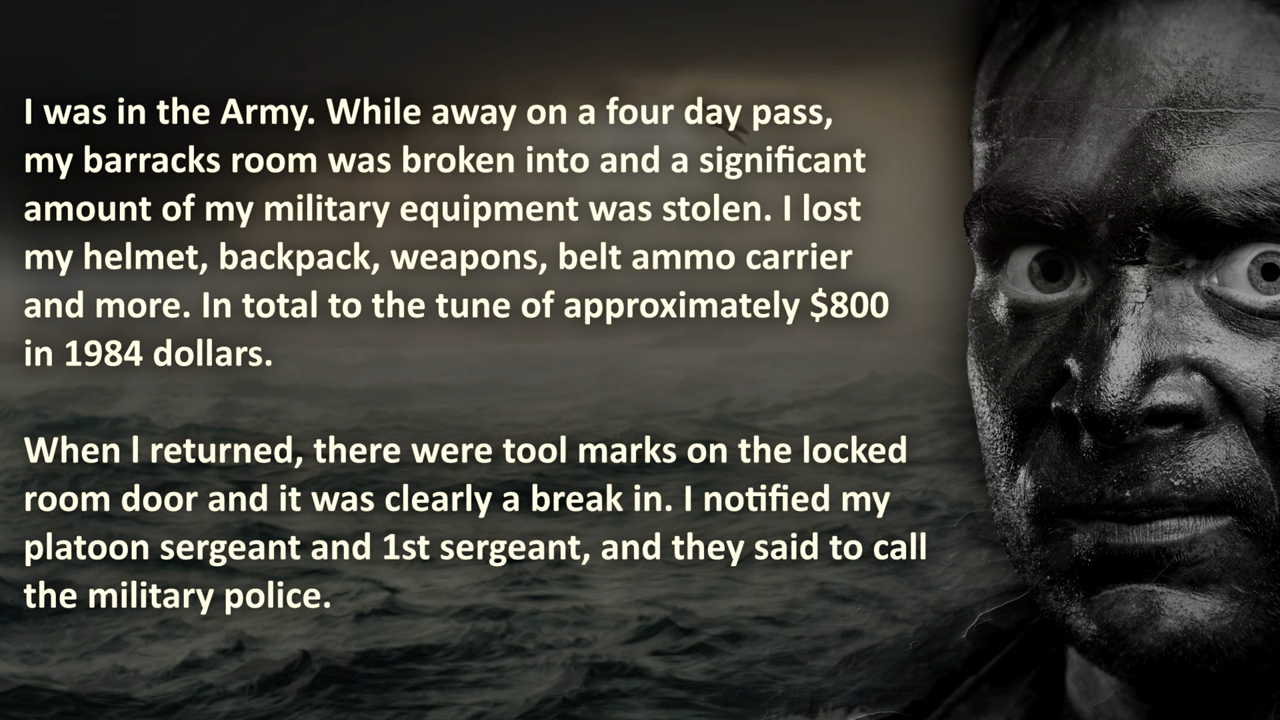 I was in the Army. While away on a four day pass,
my barracks room was broken into and a significant
amount of my military equipment was stolen. I lost
my helmet, backpack, weapons, belt ammo carrier
and more. In total to the tune of approximately $800
in 1984 dollars.
When l returned, there were tool marks on the locked
room door and it was clearly a break in. I notified my
platoon sergeant and 1st sergeant, and they said to call
the military police.